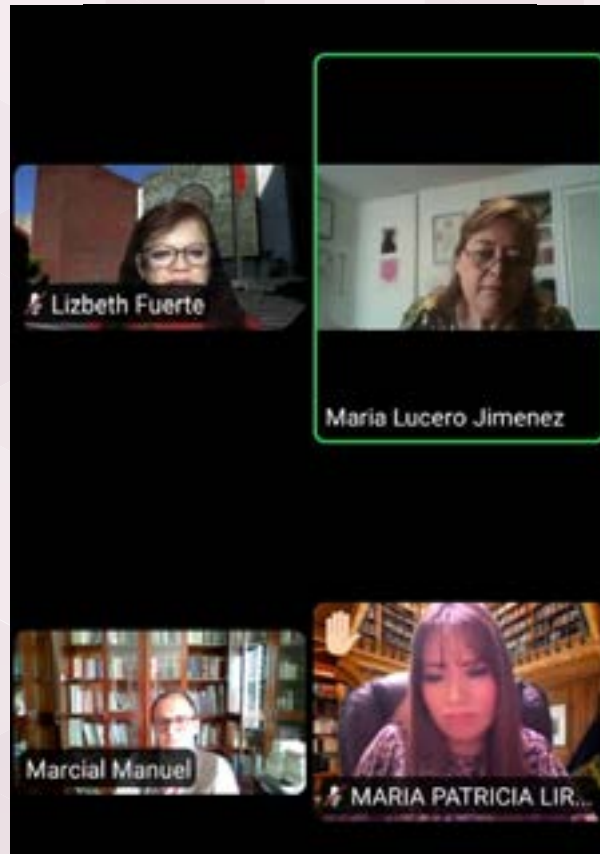 Lizbeth Fuerte
Maria Lucero Jimenez
Marcial Manuel
MARIA PATRICIA LIR...